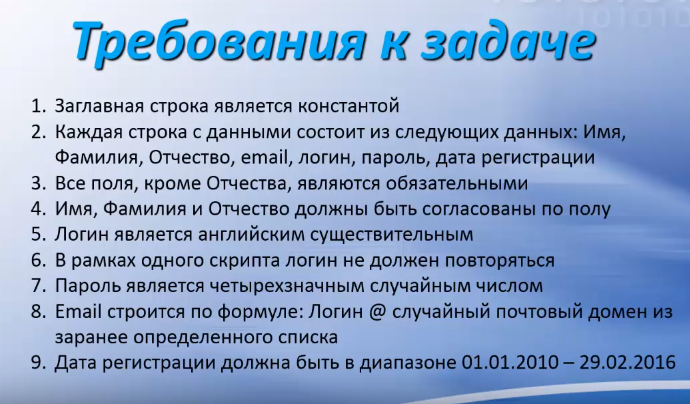 Требования к задаче
1. Заглавная строка является константой
2. Каждая строка с данными состоит из следующих данных: Имя,
Фамилия, Отчество, email, логин, пароль, дата регистрации
3. Все поля, кроме Отчества, являются обязательными
4. Имя, Фамилия и Отчество должны быть согласованы по полу
5. Логин является английским существительным
6. В рамках одного скрипта логин не должен повторяться
7. Пароль является четырехзначным случайным числом
8. Email строится по формуле: Логин @ случайный почтовый домен из
заранее определенного списка
9. Дата регистрации должна быть в диапазоне 01.01.2010 – 29.02.2016